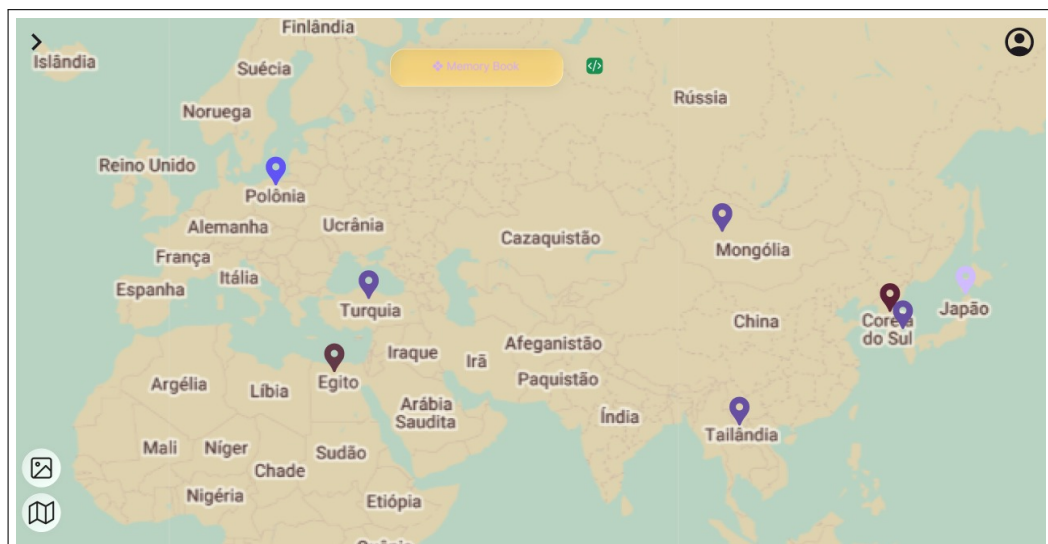 Finlândia
Islândia
Suécia
Memory Book
</>
Rússia
Noruega
Reino Unido
Polônia
Alemanha
Ucrânia
Cazaquistão
Mongólia
França
Itália
Espanha
Turquia
Japão
China
Coreia
do Sul
Afeganistão
Iraque
Irã
Paquistão
Egito
Argélia
Líbia
Arábia
Saudita
Índia
Tailândia
Mali
Níger
Sudão
Chade
Nigéria
Etiópia